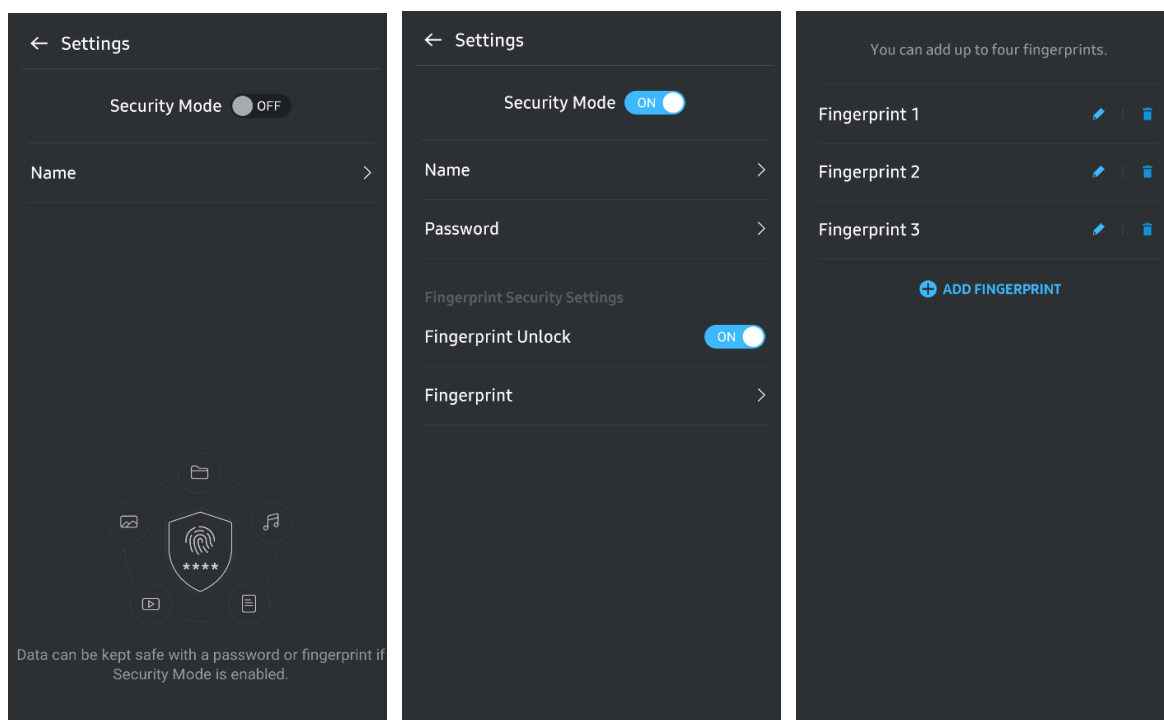 Settings
Security Mode OFF
Name
****
Data can be kept safe with a password or fingerprint if
Security Mode is enabled.
Settings
Security Mode ON
Name
Password
Fingerprint Security Settings
Fingerprint Unlock ON
Fingerprint
You can add up to four fingerprints.
Fingerprint 1
Fingerprint 2
Fingerprint 3
ADD FINGERPRINT